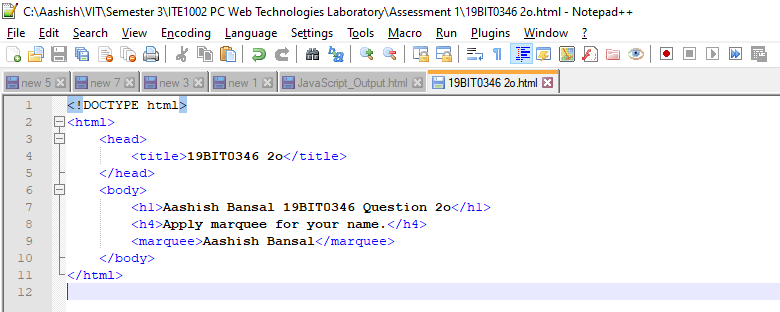 C:\Aashish\VIT\Semester 3\ITE1002 PC Web Technologies Laboratory\Assessment 1\19BIT0346 2o.html - Notepad++
File Edit Search View Encoding Language Settings Tools Macro Run Plugins Window ?
new 5 new 7 new 3 new 1 JavaScript_Output.html 19BIT0346 2o.html
1 <!DOCTYPE html>
2 <html>
3 <head>
4 <title>19BIT0346 2o</title>
5 </head>
6 <body>
7 <h1>Aashish Bansal 19BIT0346 Question 2o</h1>
8 <h4>Apply marquee for your name.</h4>
9 <marquee>Aashish Bansal</marquee>
10 </body>
11 </html>
12